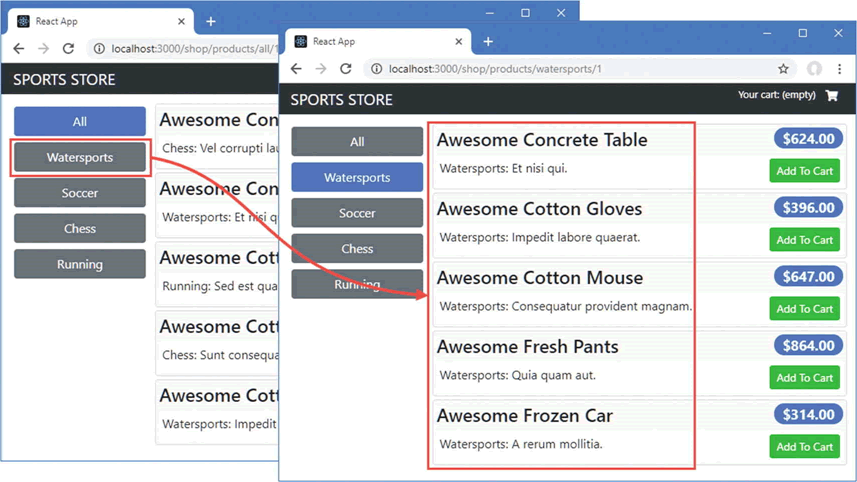 React App
localhost:3000/shop/products/all/1
SPORTS STORE
All
Watersports
Soccer
Chess
Running
Awesome Con
Chess: Vel corrupti lau
Awesome Con
Watersports: Et nisi qu
Awesome Cott
Running: Sed est qua
Awesome Cott
Chess: Sunt consequa
Awesome Cott
Watersports: Impedit
React App
localhost:3000/shop/products/watersports/1
SPORTS STORE
Your cart: (empty)
All
Watersports
Soccer
Chess
Running
Awesome Concrete Table
$624.00
Watersports: Et nisi qui.
Add To Cart
Awesome Cotton Gloves
$396.00
Watersports: Impedit labore quaerat.
Add To Cart
Awesome Cotton Mouse
$647.00
Watersports: Consequatur provident magnam.
Add To Cart
Awesome Fresh Pants
$864.00
Watersports: Quia quam aut.
Add To Cart
Awesome Frozen Car
$314.00
Watersports: A rerum mollitia.
Add To Cart